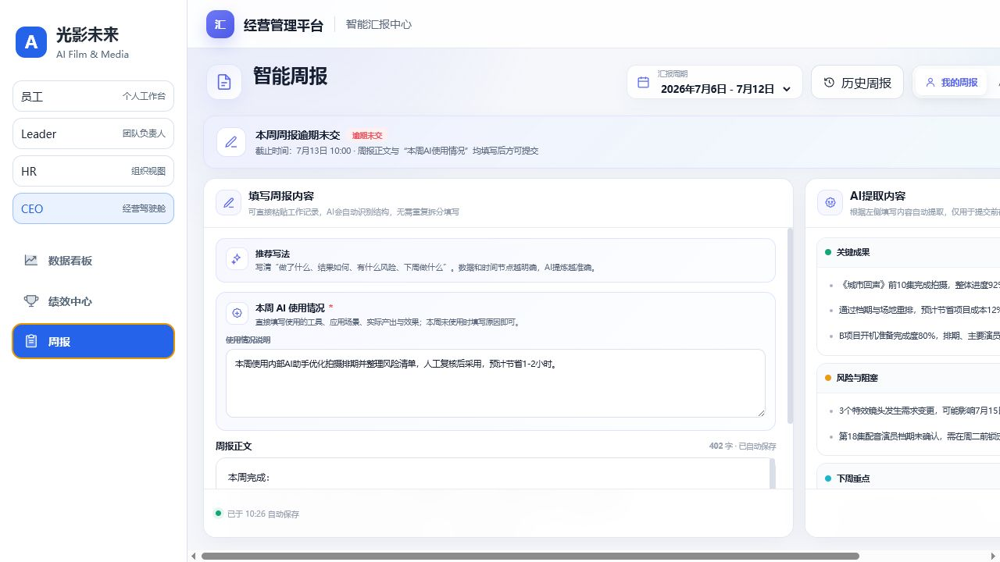 A
光影未来
AI Film & Media
员工 个人工作台
Leader 团队负责人
HR 组织视图
CEO 经营驾驶舱
数据看板
绩效中心
周报
汇 经营管理平台 智能汇报中心
智能周报
汇报周期
2026年7月6日 - 7月12日
历史周报
我的周报
本周周报逾期未交 逾期未交
截止时间：7月13日 10:00 · 周报正文与“本周AI使用情况”均填写后方可提交
填写周报内容
可直接粘贴工作记录，AI会自动识别结构，无需重复拆分填写
推荐写法
写清“做了什么、结果如何、有什么风险、下周做什么”。数据和时间节点越明确，AI提炼越准确。
本周 AI 使用情况 *
直接填写使用的工具、应用场景、实际产出与效果；本周未使用时填写原因即可。
使用情况说明
本周使用内部AI助手优化拍摄排期并整理风险清单，人工复核后采用，预计节省1-2小时。
周报正文 402 字 · 已自动保存
本周完成：
已于 10:26 自动保存
AI提取内容
根据左侧填写内容自动提取，仅用于提交前
关键成果
《城市回声》前10集完成拍摄，整体进度92%
通过档期与场地重排，预计节省项目成本12%
B项目开机准备完成度80%，排期、主要演员
风险与阻塞
3个特效镜头发生需求变更，可能影响7月15日
第18集配音演员档期未确认，需在周二前锁定
下周重点